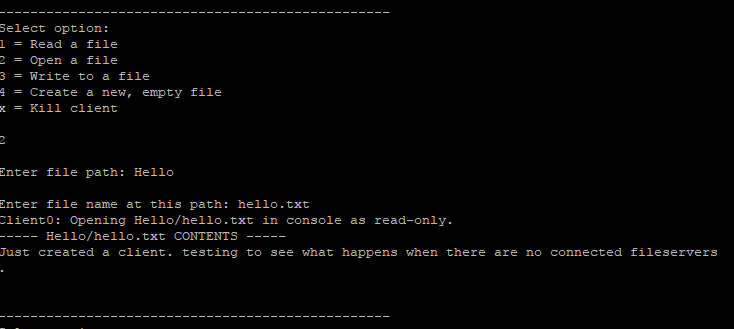 --------------------------------------------------
Select option:
1 = Read a file
2 = Open a file
3 = Write to a file
4 = Create a new, empty file
x = Kill client
2
Enter file path: Hello
Enter file name at this path: hello.txt
Client0: Opening Hello/hello.txt in console as read-only.
----- Hello/hello.txt CONTENTS -----
Just created a client. testing to see what happens when there are no connected fileservers
.
--------------------------------------------------